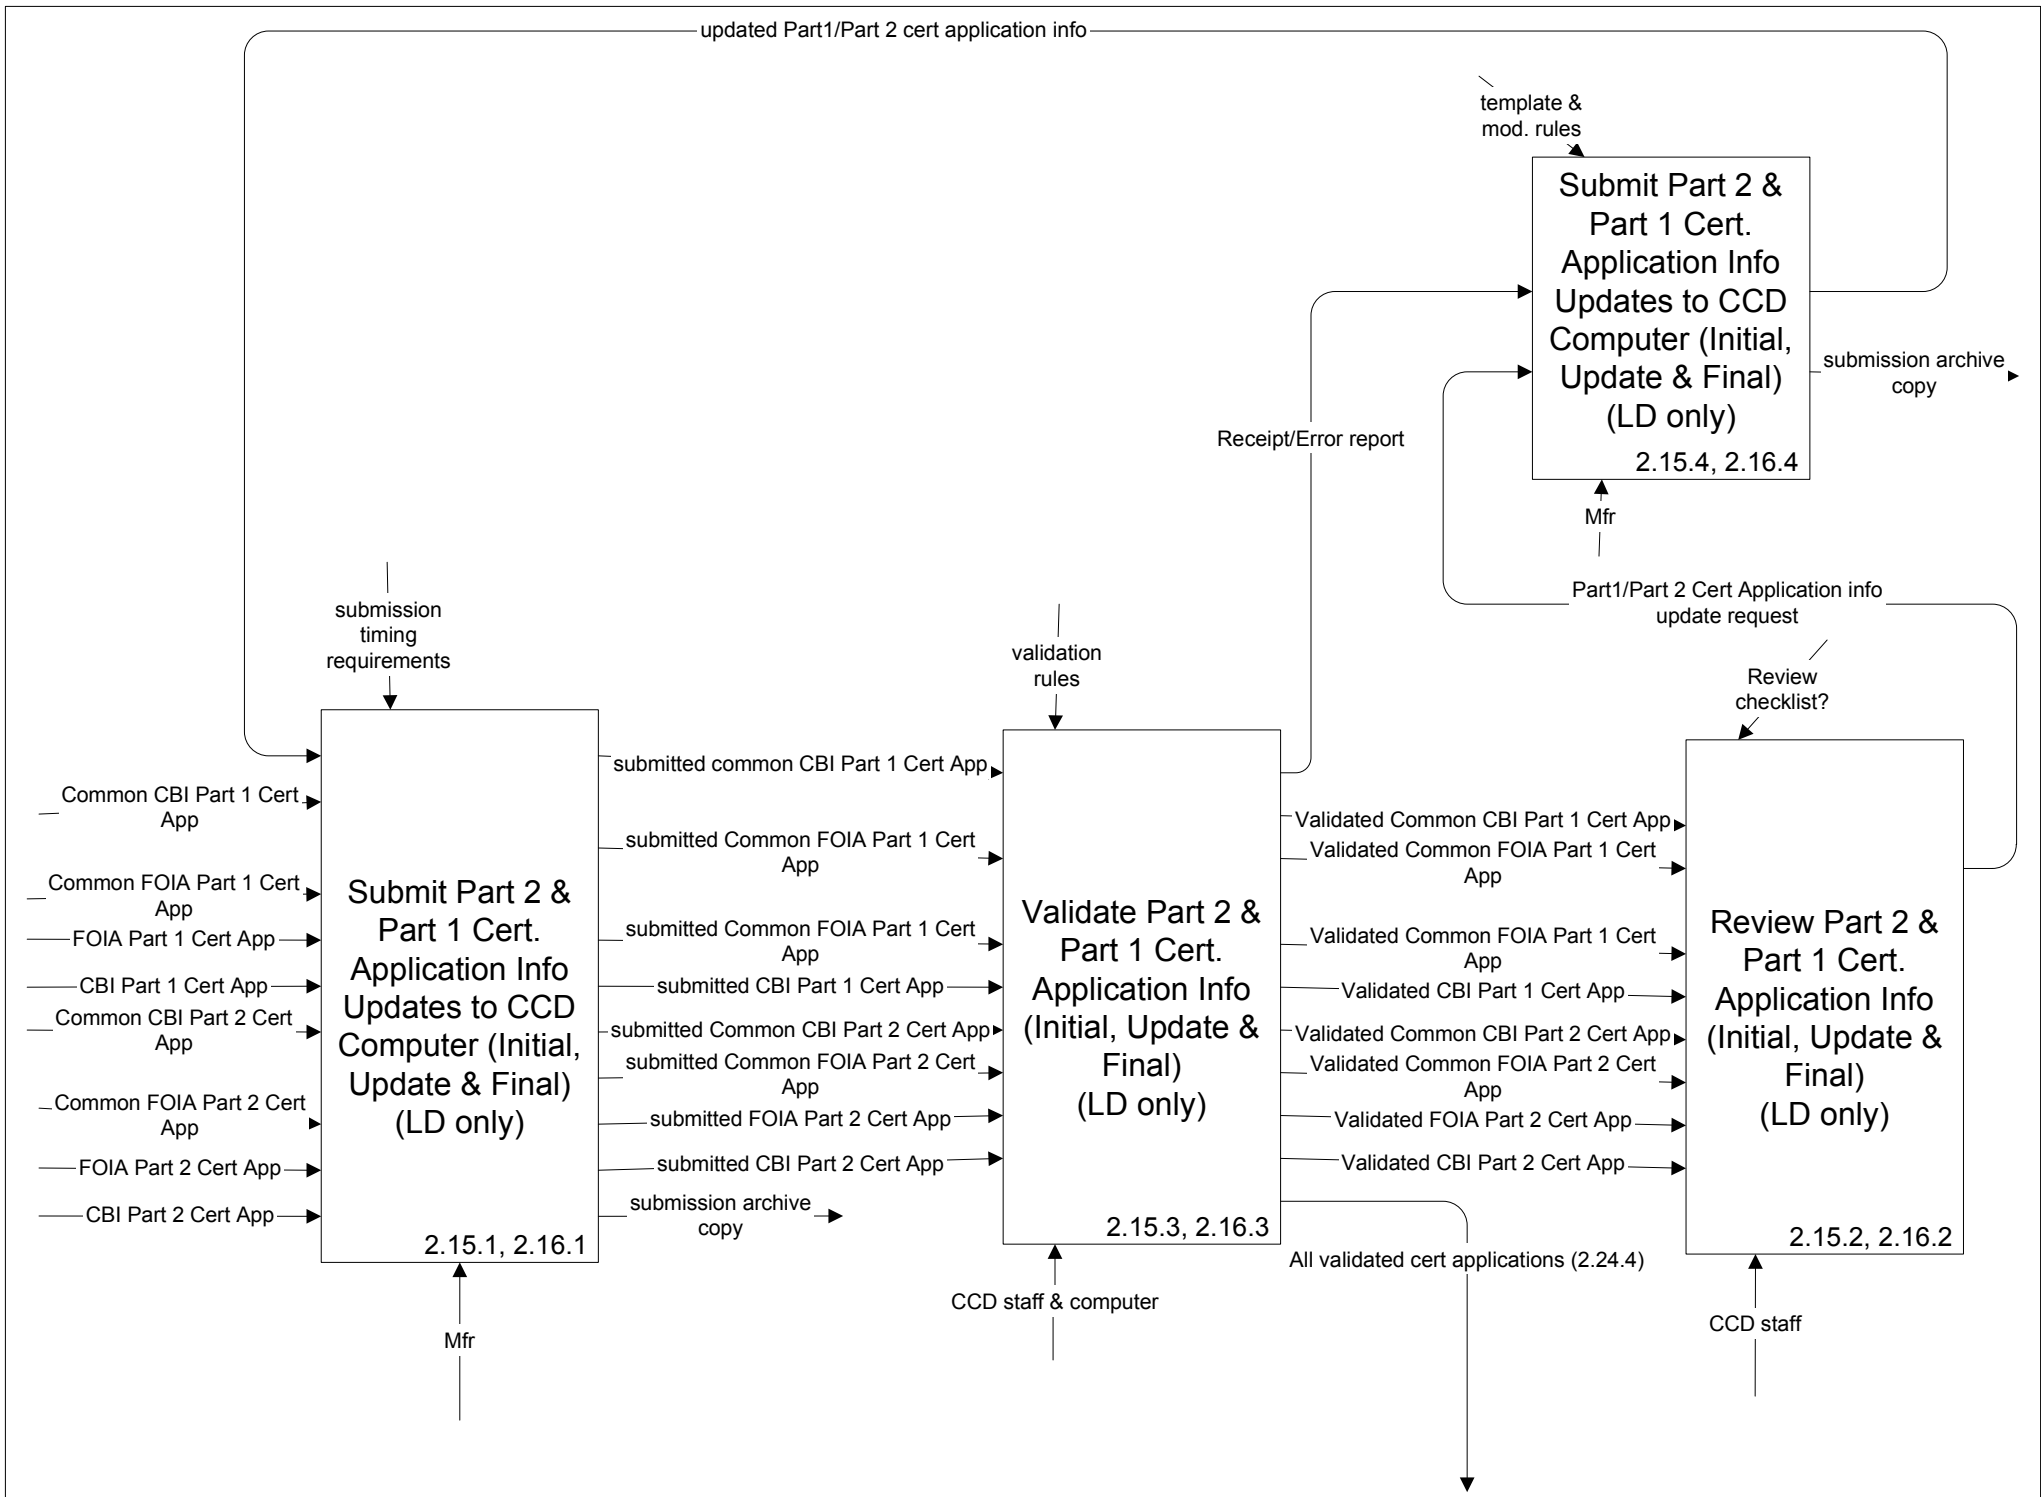 updated Part1/Part 2 cert application info
template &
mod. rules
Submit Part 2 &
Part 1 Cert.
Application Info
Updates to CCD
Computer (Initial,
Update & Final)
(LD only)
2.15.4, 2.16.4
submission archive
copy
Receipt/Error report
Mfr
Part1/Part 2 Cert Application info
update request
submission
timing
requirements
validation
rules
Review
checklist?
Common CBI Part 1 Cert
App
Common FOIA Part 1 Cert
App
FOIA Part 1 Cert App
CBI Part 1 Cert App
Common CBI Part 2 Cert
App
Common FOIA Part 2 Cert
App
FOIA Part 2 Cert App
CBI Part 2 Cert App
Submit Part 2 &
Part 1 Cert.
Application Info
Updates to CCD
Computer (Initial,
Update & Final)
(LD only)
2.15.1, 2.16.1
Mfr
submitted common CBI Part 1 Cert App
submitted Common FOIA Part 1 Cert
App
submitted Common FOIA Part 1 Cert
App
submitted CBI Part 1 Cert App
submitted Common CBI Part 2 Cert App
submitted Common FOIA Part 2 Cert
App
submitted FOIA Part 2 Cert App
submitted CBI Part 2 Cert App
submission archive
copy
Validate Part 2 &
Part 1 Cert.
Application Info
(Initial, Update &
Final)
(LD only)
2.15.3, 2.16.3
CCD staff & computer
Validated Common CBI Part 1 Cert App
Validated Common FOIA Part 1 Cert
App
Validated Common FOIA Part 1 Cert
App
Validated CBI Part 1 Cert App
Validated Common CBI Part 2 Cert App
Validated Common FOIA Part 2 Cert
App
Validated FOIA Part 2 Cert App
Validated CBI Part 2 Cert App
All validated cert applications (2.24.4)
Review Part 2 &
Part 1 Cert.
Application Info
(Initial, Update &
Final)
(LD only)
2.15.2, 2.16.2
CCD staff